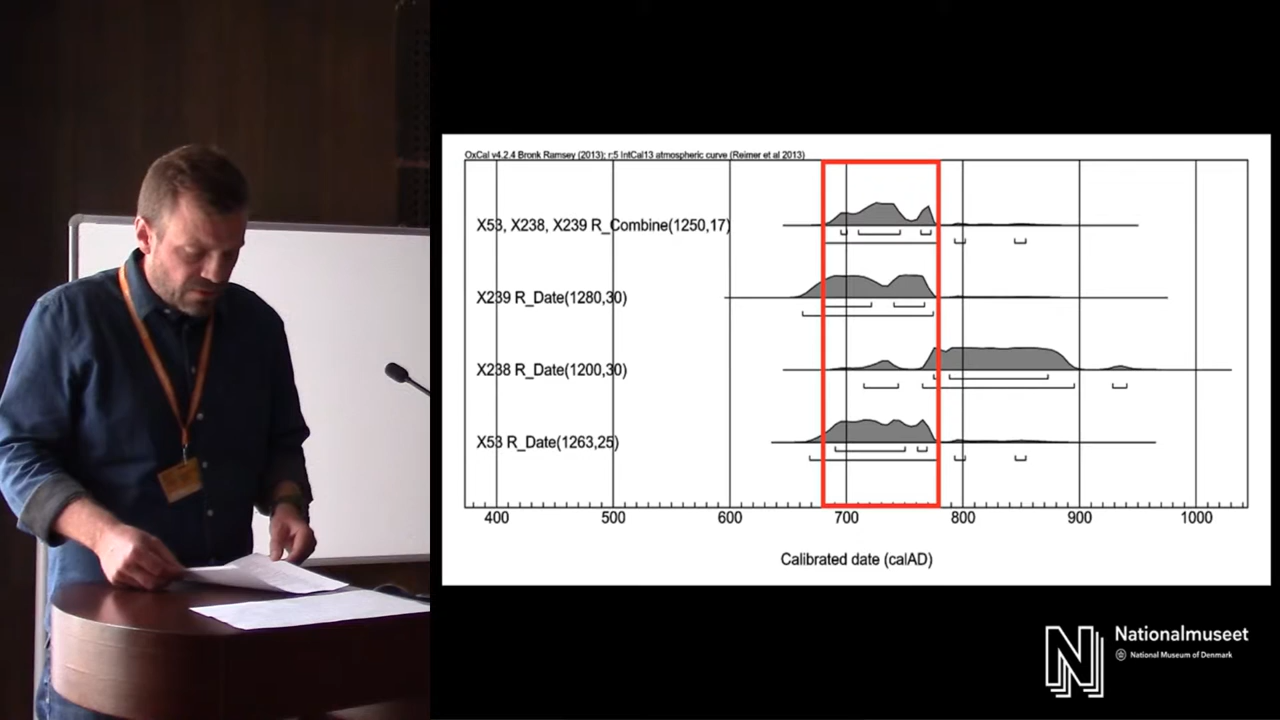 OxCal v4.2.4 Bronk Ramsey (2013); r:5 IntCal13 atmospheric curve (Reimer et al 2013)
X53, X238, X239 R_Combine(1250,17)
X239 R_Date(1280,30)
X238 R_Date(1200,30)
X53 R_Date(1263,25)
400 500 600 700 800 900 1000
Calibrated date (calAD)
N Nationalmuseet
National Museum of Denmark